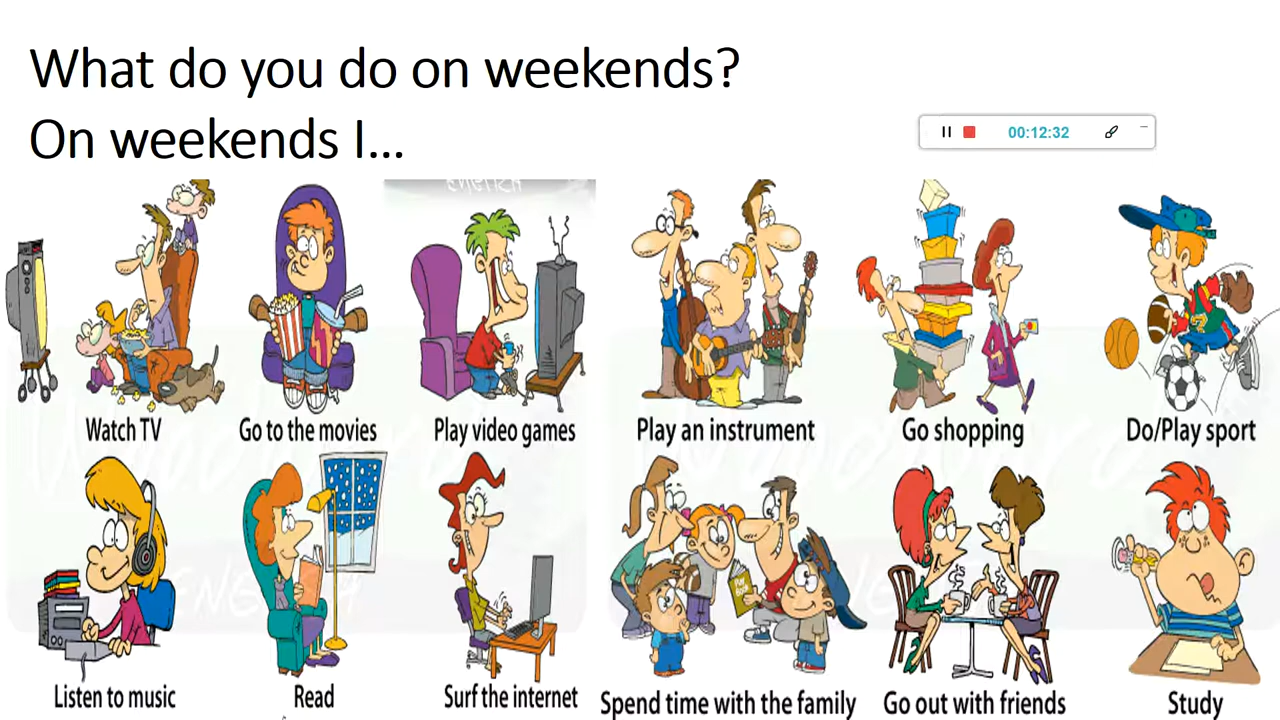 What do you do on weekends?
On weekends I...
00:12:32
Watch TV
Go to the movies
Play video games
Play an instrument
Go shopping
Do/Play sport
Listen to music
Read
Surf the internet
Spend time with the family
Go out with friends
Study